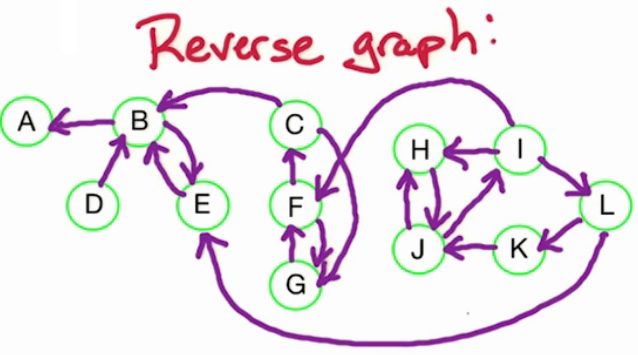 Reverse graph:
A B C H I
D E F L
J K
G